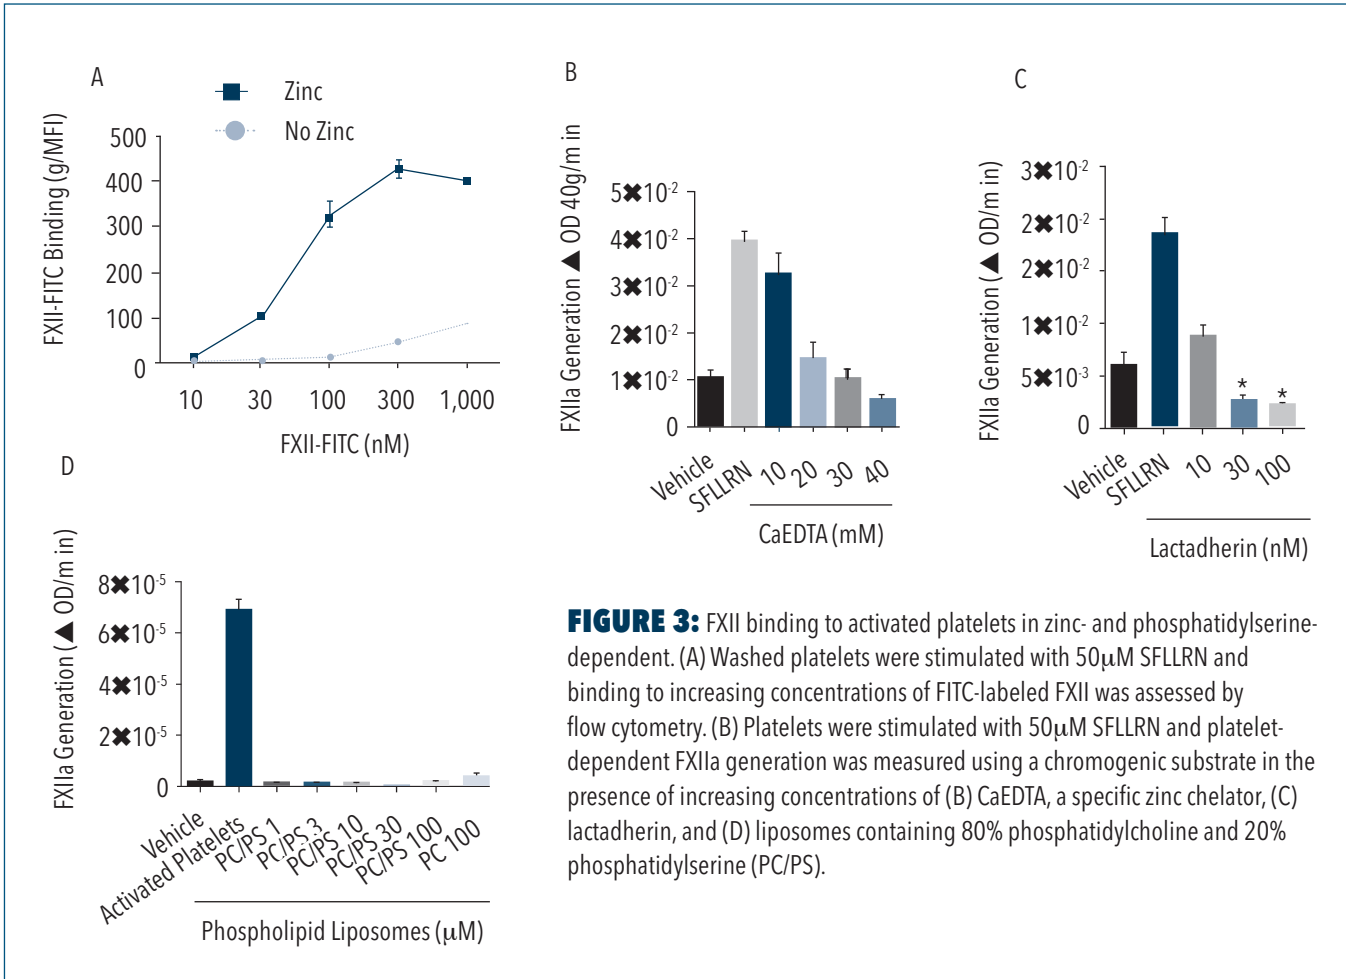 A
Zinc
No Zinc
FXII-FITC Binding (g/MFI)
500
400
300
200
100
0
10 30 100 300 1,000
FXII-FITC (nM)
B
FXIIa Generation ▲ OD 40g/m in
5✖10⁻²
4✖10⁻²
3✖10⁻²
2✖10⁻²
1✖10⁻²
0
Vehicle SFLLRN 10 20 30 40
CaEDTA (mM)
C
FXIIa Generation (▲ OD/m in)
3✖10⁻²
2✖10⁻²
2✖10⁻²
1✖10⁻²
5✖10⁻³
0
* *
Vehicle SFLLRN 10 30 100
Lactadherin (nM)
D
FXIIa Generation (▲ OD/m in)
8✖10⁻⁵
6✖10⁻⁵
4✖10⁻⁵
2✖10⁻⁵
0
Vehicle
Activated Platelets
PC/PS 1
PC/PS 3
PC/PS 10
PC/PS 30
PC/PS 100
PC 100
Phospholipid Liposomes (μM)
FIGURE 3: FXII binding to activated platelets in zinc- and phosphatidylserine-
dependent. (A) Washed platelets were stimulated with 50μM SFLLRN and
binding to increasing concentrations of FITC-labeled FXII was assessed by
flow cytometry. (B) Platelets were stimulated with 50μM SFLLRN and platelet-
dependent FXIIa generation was measured using a chromogenic substrate in the
presence of increasing concentrations of (B) CaEDTA, a specific zinc chelator, (C)
lactadherin, and (D) liposomes containing 80% phosphatidylcholine and 20%
phosphatidylserine (PC/PS).